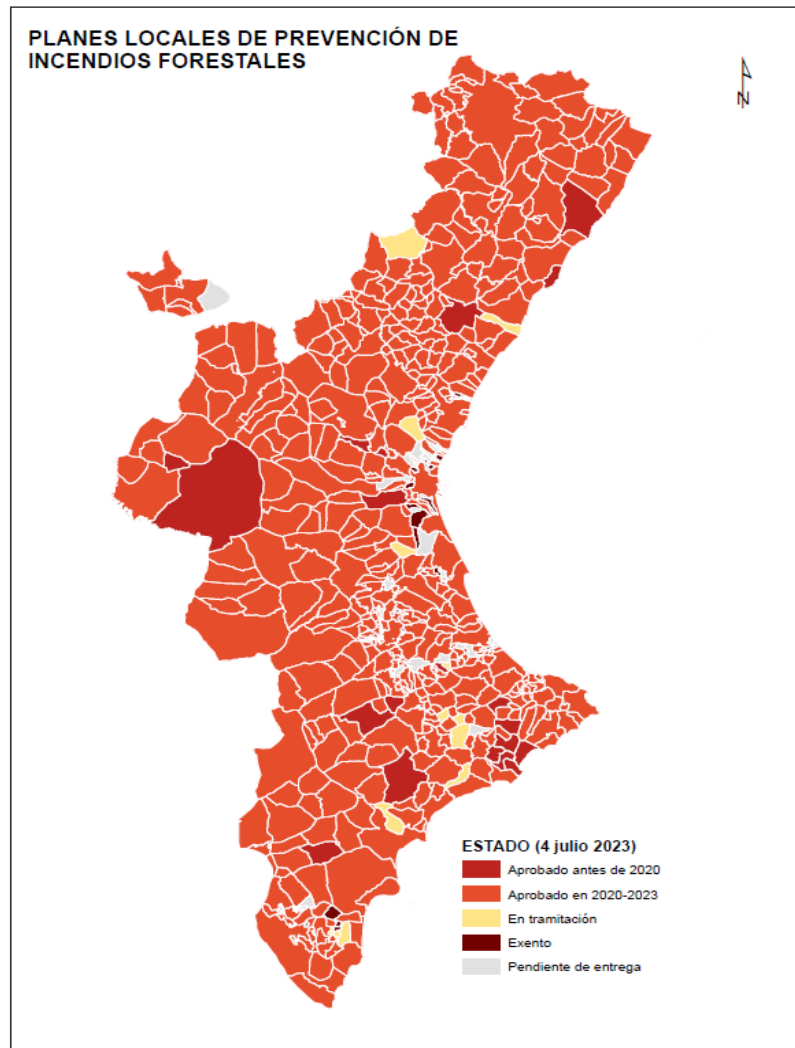 PLANES LOCALES DE PREVENCIÓN DE
INCENDIOS FORESTALES
N
ESTADO (4 julio 2023)
Aprobado antes de 2020
Aprobado en 2020-2023
En tramitación
Exento
Pendiente de entrega